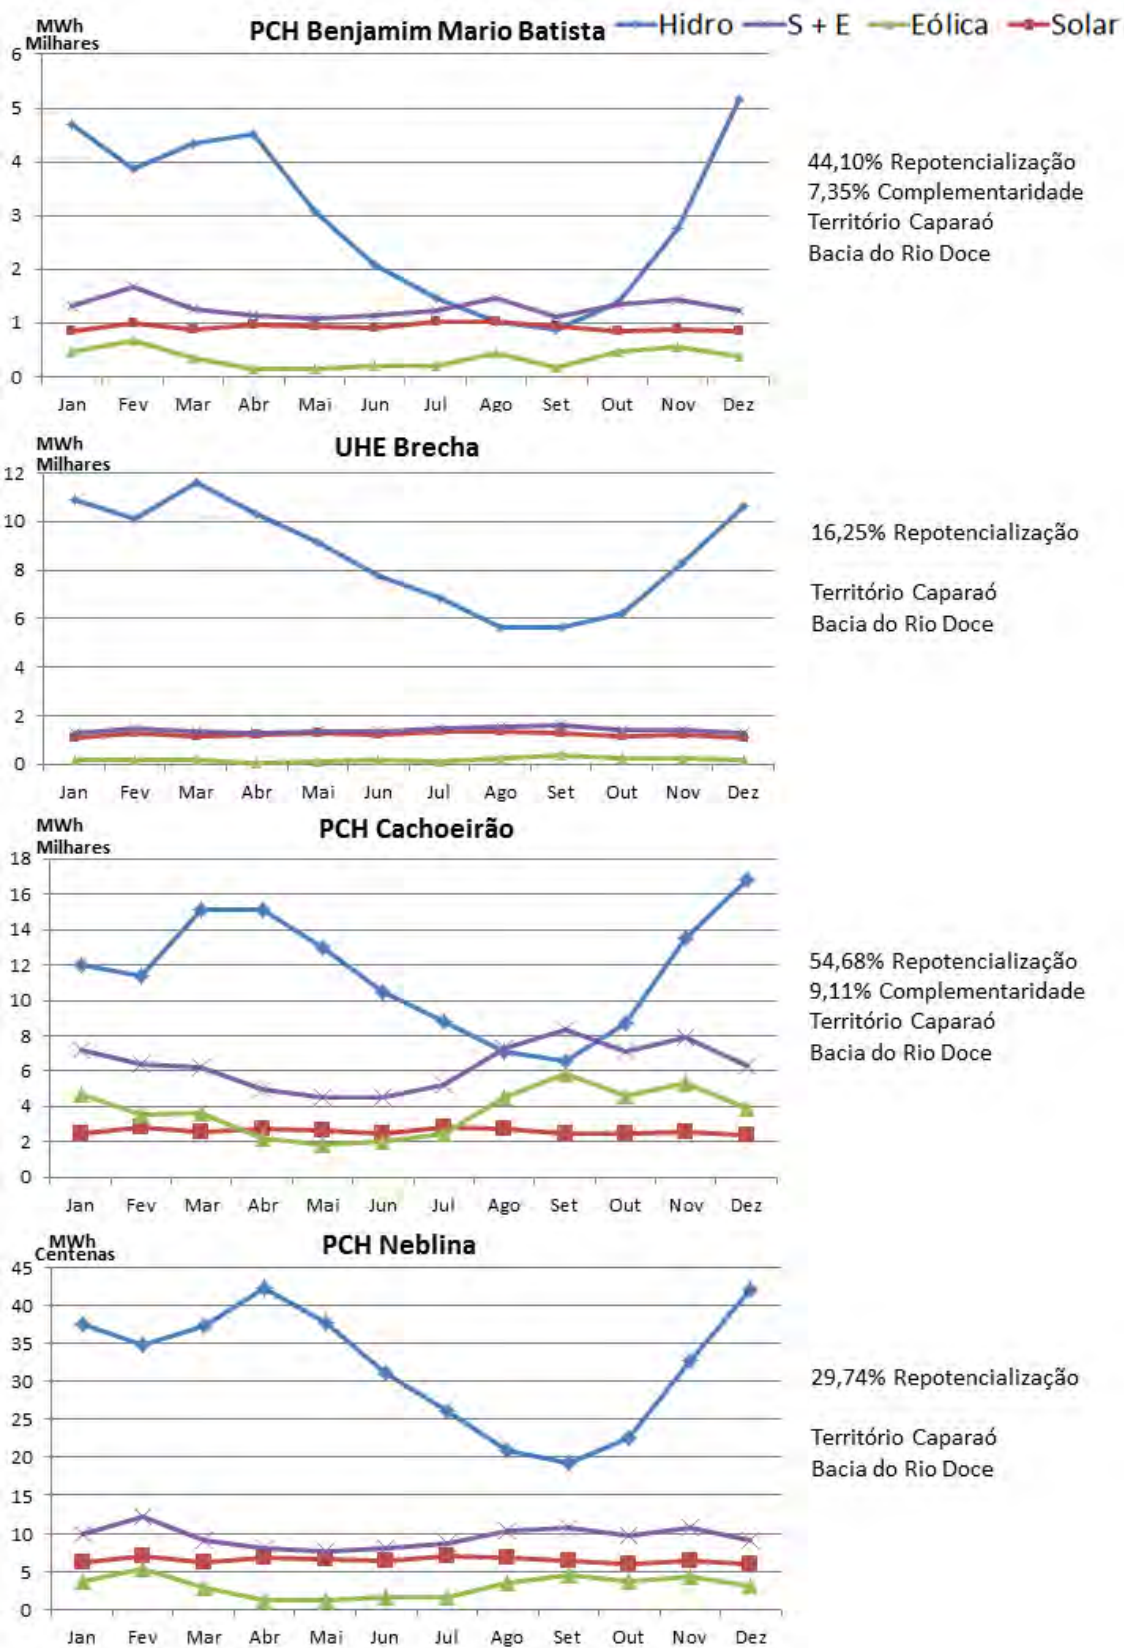 MWh
Milhares
PCH Benjamim Mario Batista
Hidro S + E Eólica Solar
6
5
4
3
2
1
0
Jan Fev Mar Abr Mai Jun Jul Ago Set Out Nov Dez
44,10% Repotencialização
7,35% Complementaridade
Território Caparaó
Bacia do Rio Doce
MWh
Milhares
UHE Brecha
12
10
8
6
4
2
0
Jan Fev Mar Abr Mai Jun Jul Ago Set Out Nov Dez
16,25% Repotencialização
Território Caparaó
Bacia do Rio Doce
MWh
Milhares
PCH Cachoeirão
18
16
14
12
10
8
6
4
2
0
Jan Fev Mar Abr Mai Jun Jul Ago Set Out Nov Dez
54,68% Repotencialização
9,11% Complementaridade
Território Caparaó
Bacia do Rio Doce
MWh
Centenas
PCH Neblina
45
40
35
30
25
20
15
10
5
0
Jan Fev Mar Abr Mai Jun Jul Ago Set Out Nov Dez
29,74% Repotencialização
Território Caparaó
Bacia do Rio Doce